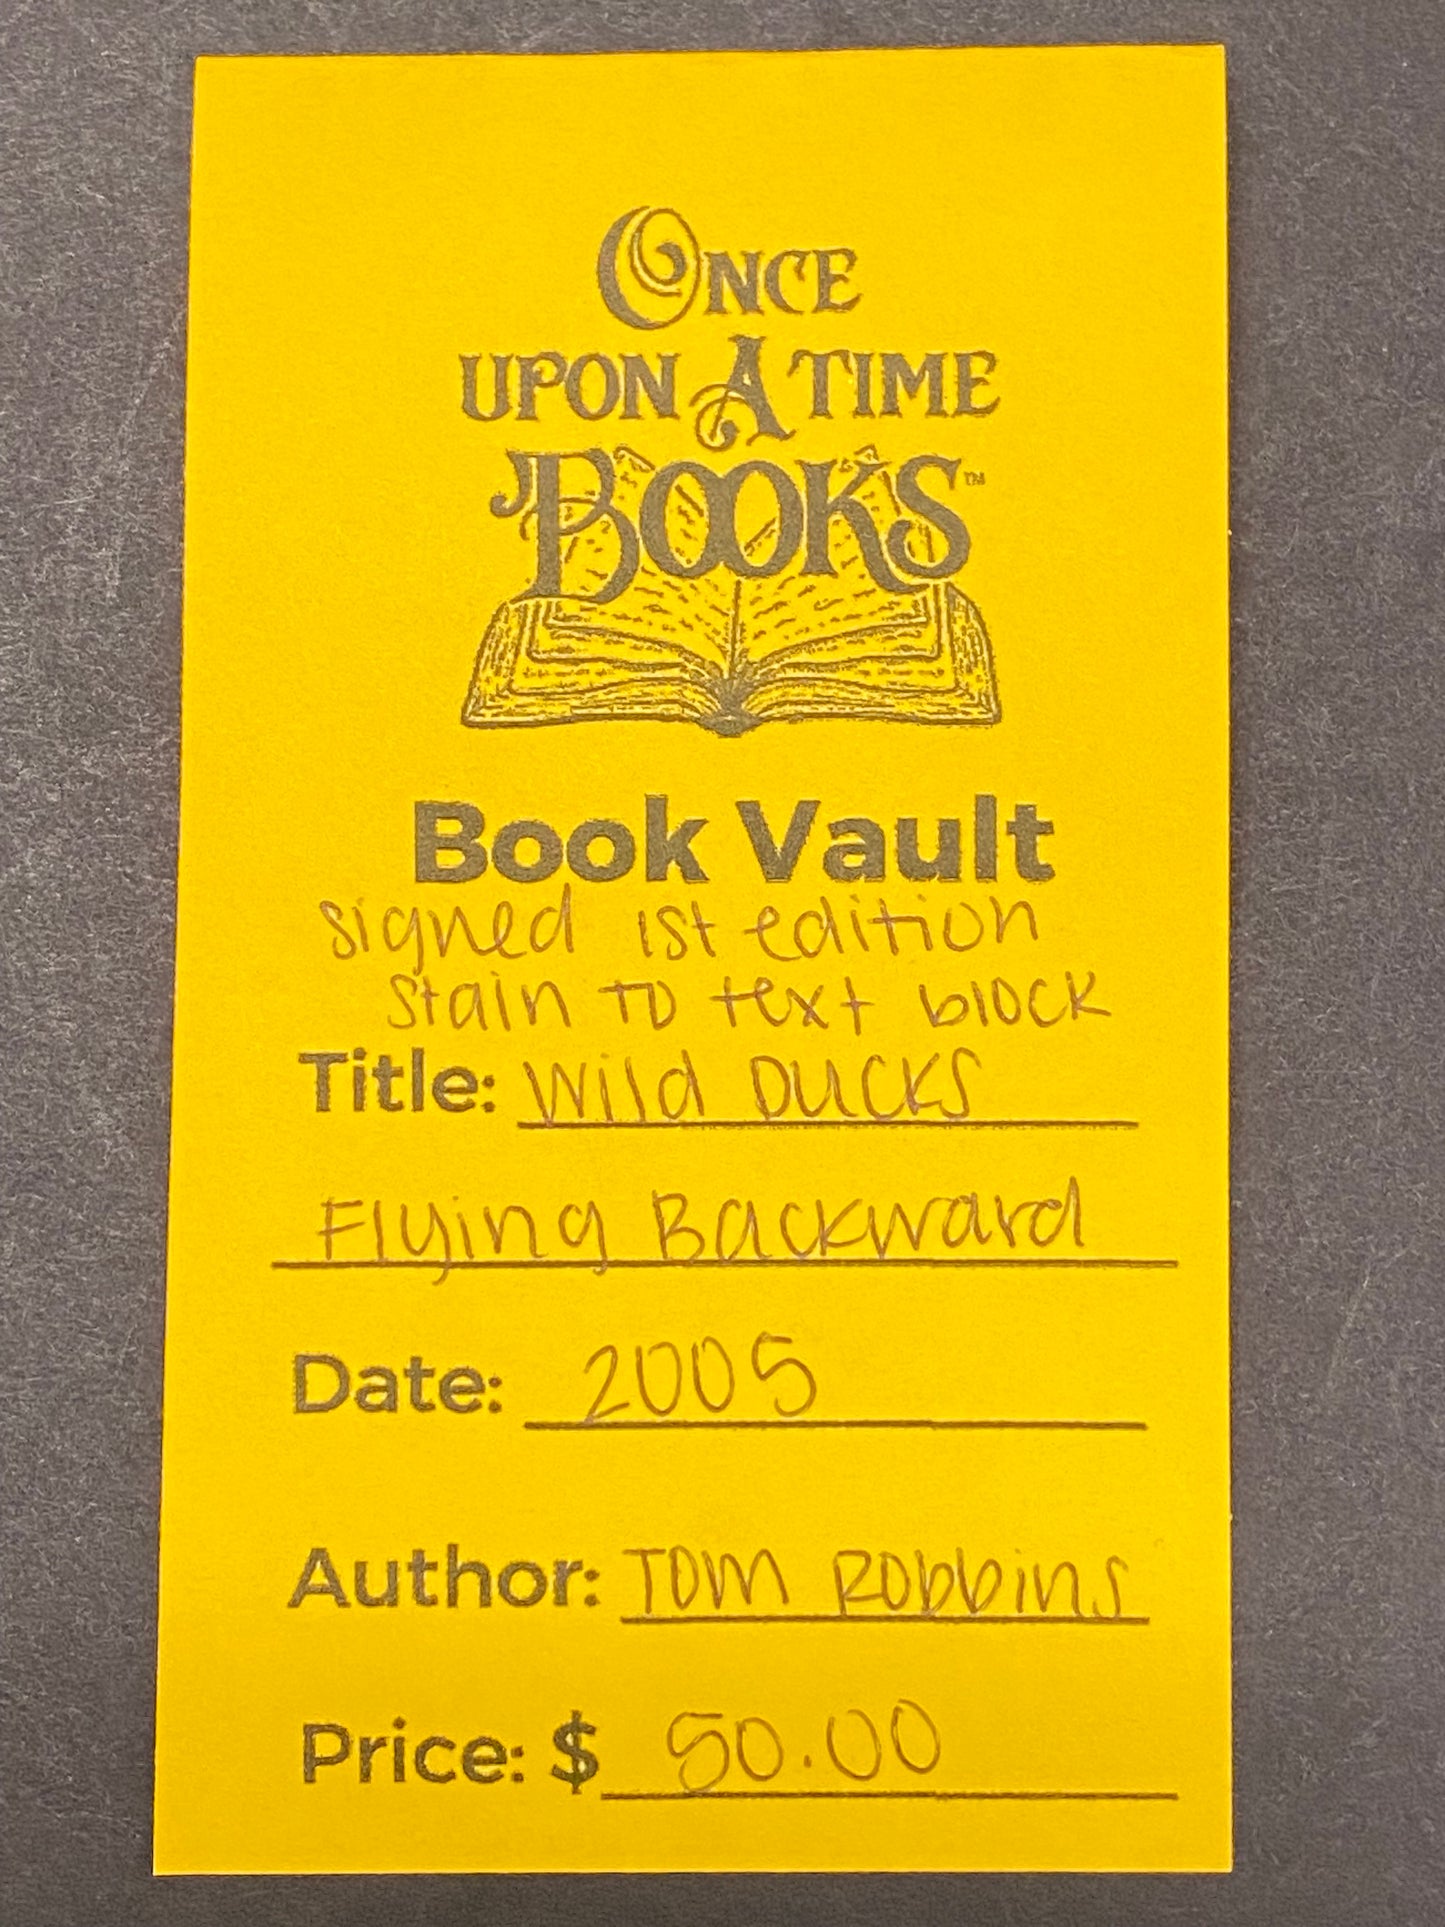 ONCE
UPON A TIME
BOOKS™
Book Vault
signed 1st edition
stain to text block
Title: Wild Ducks
Flying Backward
Date: 2005
Author: Tom Robbins
Price: $ 50.00